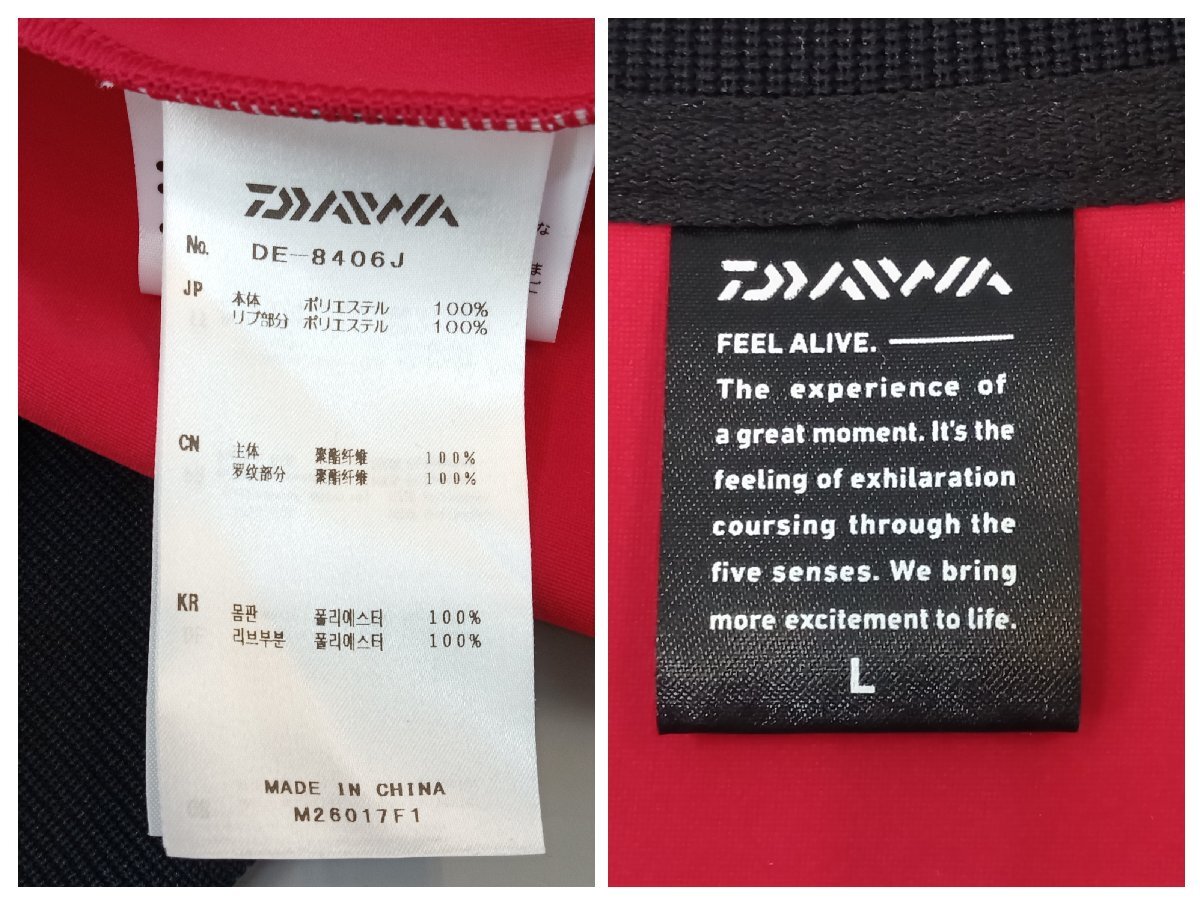 DAIWA
No. DE-8406J
JP 本体 ポリエステル 100%
リブ部分 ポリエステル 100%
CN 主体 聚酯纤维 100%
罗纹部分 聚酯纤维 100%
KR 몸판 폴리에스터 100%
리브부분 폴리에스터 100%
MADE IN CHINA
M26017F1
な
ま
DAIWA
FEEL ALIVE.
The experience of
a great moment. It's the
feeling of exhilaration
coursing through the
five senses. We bring
more excitement to life.
L